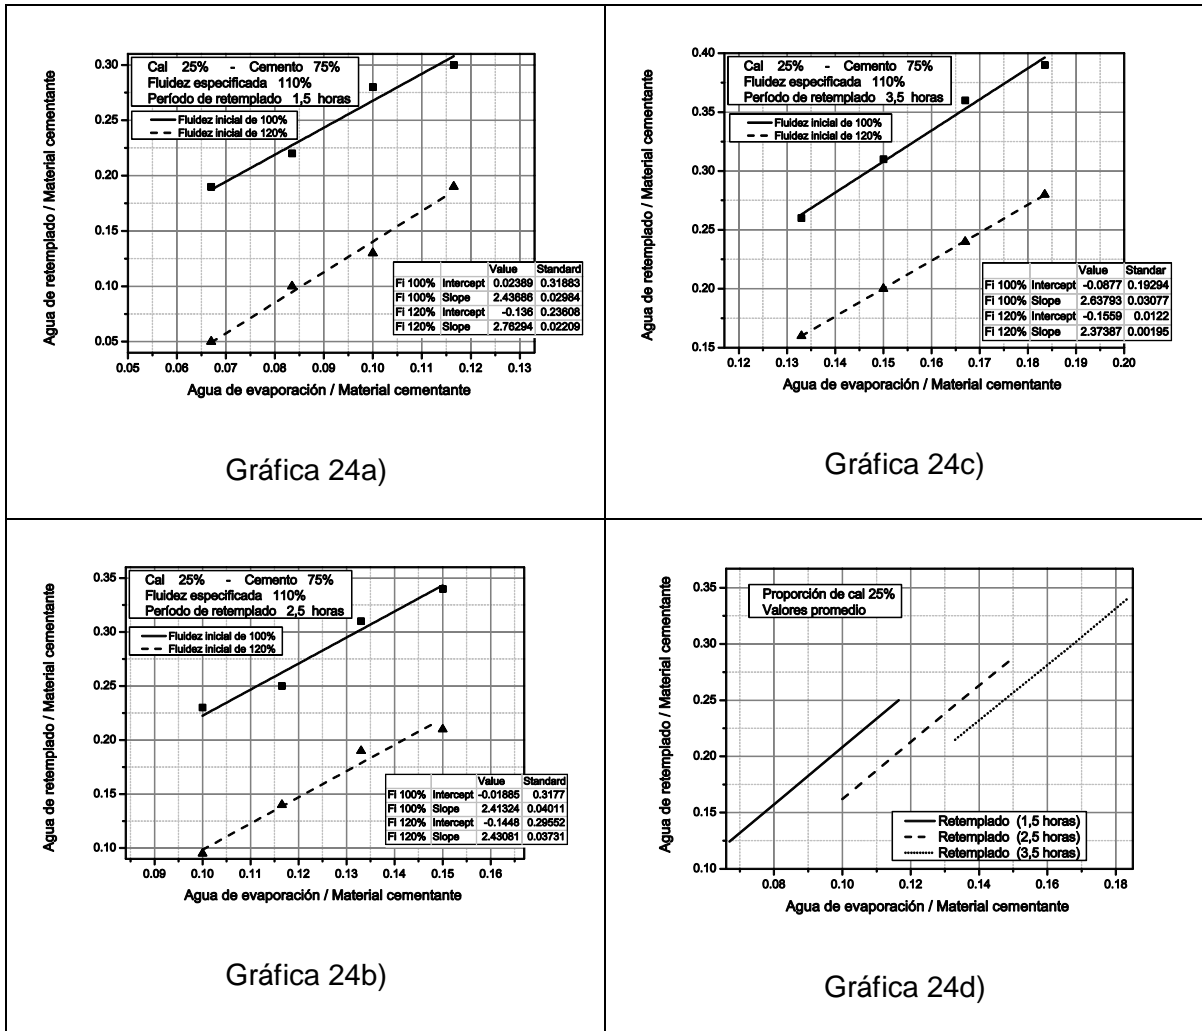 Agua de retemplado / Material cementante
0.30
0.25
0.20
0.15
0.10
0.05
Cal 25% - Cemento 75%
Fluidez especificada 110%
Período de retemplado 1,5 horas
Fluidez inicial de 100%
Fluidez inicial de 120%
Value Standard
Fi 100% Intercept 0.02389 0.31883
Fi 100% Slope 2.43686 0.02984
Fi 120% Intercept -0.136 0.23608
Fi 120% Slope 2.76294 0.02209
0.05 0.06 0.07 0.08 0.09 0.10 0.11 0.12 0.13
Agua de evaporación / Material cementante
Gráfica 24a)
Agua de retemplado / Material cementante
0.40
0.35
0.30
0.25
0.20
0.15
Cal 25% - Cemento 75%
Fluidez especificada 110%
Período de retemplado 3,5 horas
Fluidez inicial de 100%
Fluidez inicial de 120%
Value Standar
Fi 100% Intercept -0.0877 0.19294
Fi 100% Slope 2.63793 0.03077
Fi 120% Intercept -0.1559 0.0122
Fi 120% Slope 2.37387 0.00195
0.12 0.13 0.14 0.15 0.16 0.17 0.18 0.19 0.20
Agua de evaporación / Material cementante
Gráfica 24c)
Agua de retemplado / Material cementante
0.35
0.30
0.25
0.20
0.15
0.10
Cal 25% - Cemento 75%
Fluidez especificada 110%
Período de retemplado 2,5 horas
Fluidez inicial de 100%
Fluidez inicial de 120%
Value Standard
Fi 100% Intercept -0.01885 0.3177
Fi 100% Slope 2.41324 0.04011
Fi 120% Intercept -0.1448 0.29552
Fi 120% Slope 2.43081 0.03731
0.09 0.10 0.11 0.12 0.13 0.14 0.15 0.16
Agua de evaporación / Material cementante
Gráfica 24b)
Agua de retemplado / Material cementante
0.35
0.30
0.25
0.20
0.15
0.10
Proporción de cal 25%
Valores promedio
Retemplado (1,5 horas)
Retemplado (2,5 horas)
Retemplado (3,5 horas)
0.08 0.10 0.12 0.14 0.16 0.18
Agua de evaporación / Material cementante
Gráfica 24d)